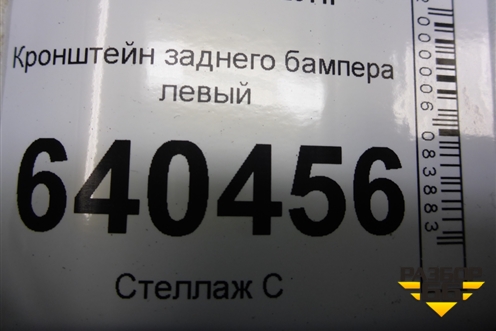 Кронштейн заднего бампера
левый
640456
Стеллаж С
2000006083883
РАЗБОР